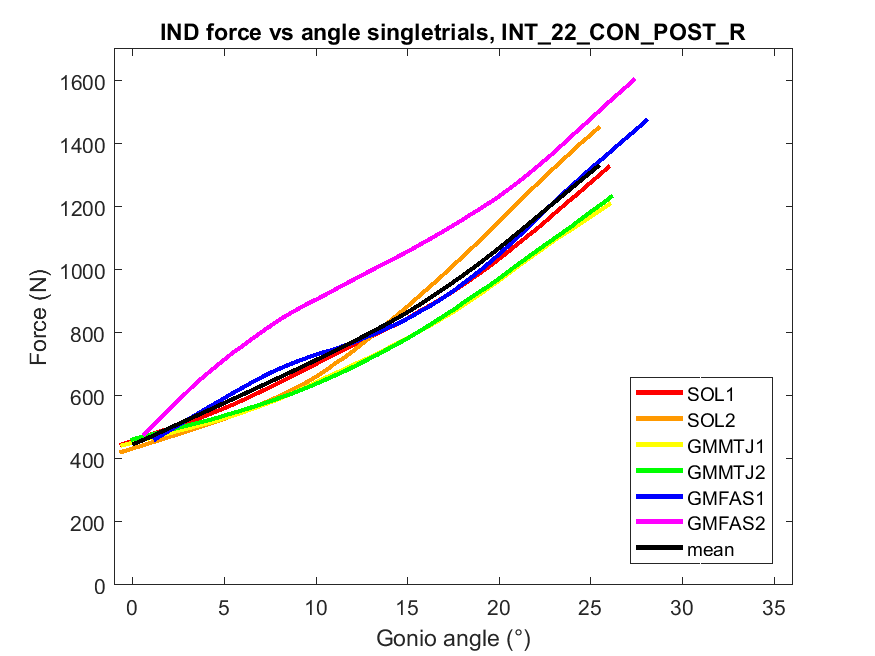 IND force vs angle singletrials, INT_22_CON_POST_R
1600
1400
1200
1000
800
600
400
200
0
Force (N)
0 5 10 15 20 25 30 35
Gonio angle (°)
SOL1
SOL2
GMMTJ1
GMMTJ2
GMFAS1
GMFAS2
mean